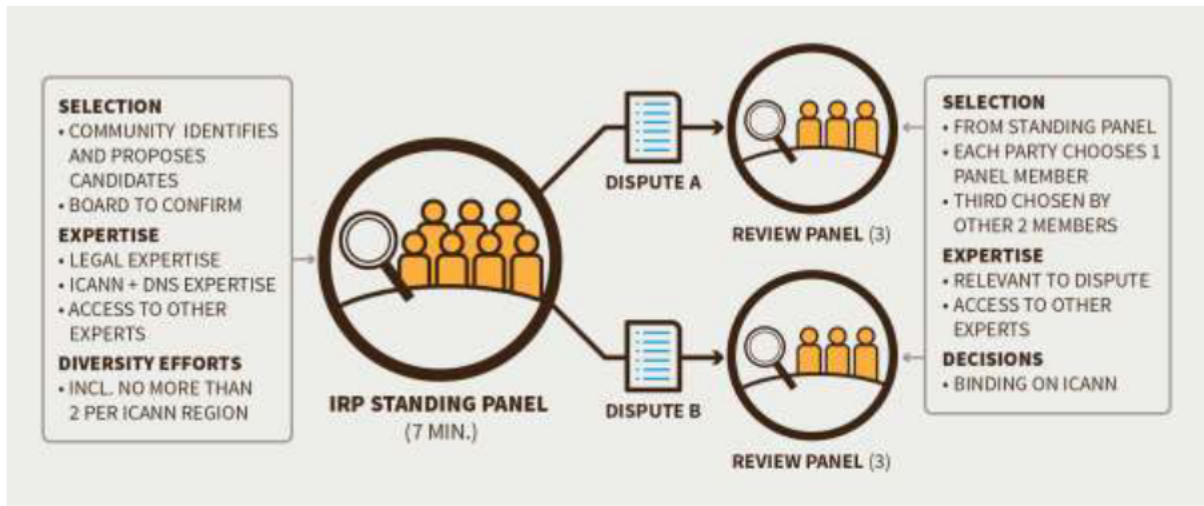 SELECTION
• COMMUNITY IDENTIFIES
AND PROPOSES
CANDIDATES
• BOARD TO CONFIRM
EXPERTISE
• LEGAL EXPERTISE
• ICANN + DNS EXPERTISE
• ACCESS TO OTHER
EXPERTS
DIVERSITY EFFORTS
• INCL. NO MORE THAN
2 PER ICANN REGION
IRP STANDING PANEL
(7 MIN.)
DISPUTE A
REVIEW PANEL (3)
DISPUTE B
REVIEW PANEL (3)
SELECTION
• FROM STANDING PANEL
• EACH PARTY CHOOSES 1
PANEL MEMBER
• THIRD CHOSEN BY
OTHER 2 MEMBERS
EXPERTISE
• RELEVANT TO DISPUTE
• ACCESS TO OTHER
EXPERTS
DECISIONS
• BINDING ON ICANN